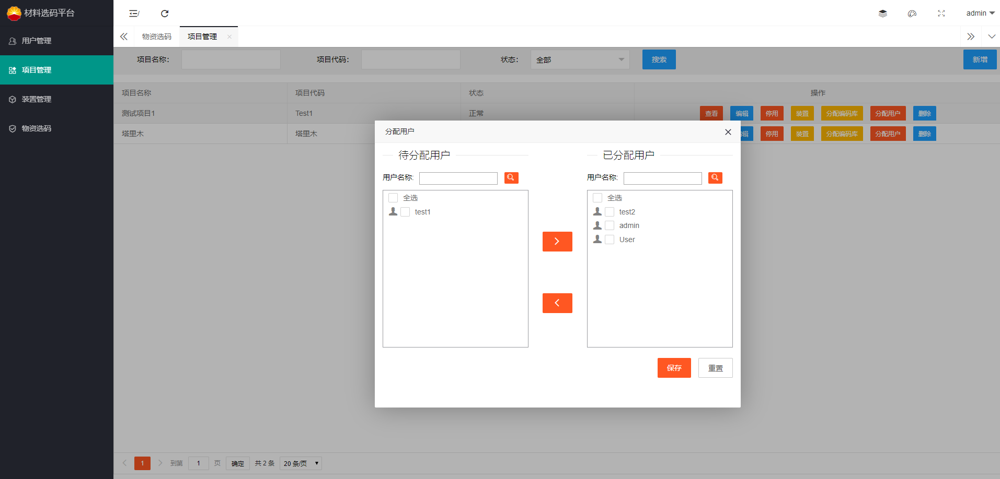 材料选码平台
admin
用户管理
项目管理
装置管理
物资选码
物资选码
项目管理
项目名称:
项目代码:
状态:
全部
搜索
新增
项目名称
项目代码
状态
操作
测试项目1
Test1
正常
查看
编辑
停用
装置
分配编码库
分配用户
删除
塔里木
塔里木
辑
停用
装置
分配编码库
分配用户
删除
分配用户
待分配用户
已分配用户
用户名称:
用户名称:
全选
test1
全选
test2
admin
User
保存
重置
1
到第
1
页
确定
共 2 条
20 条/页